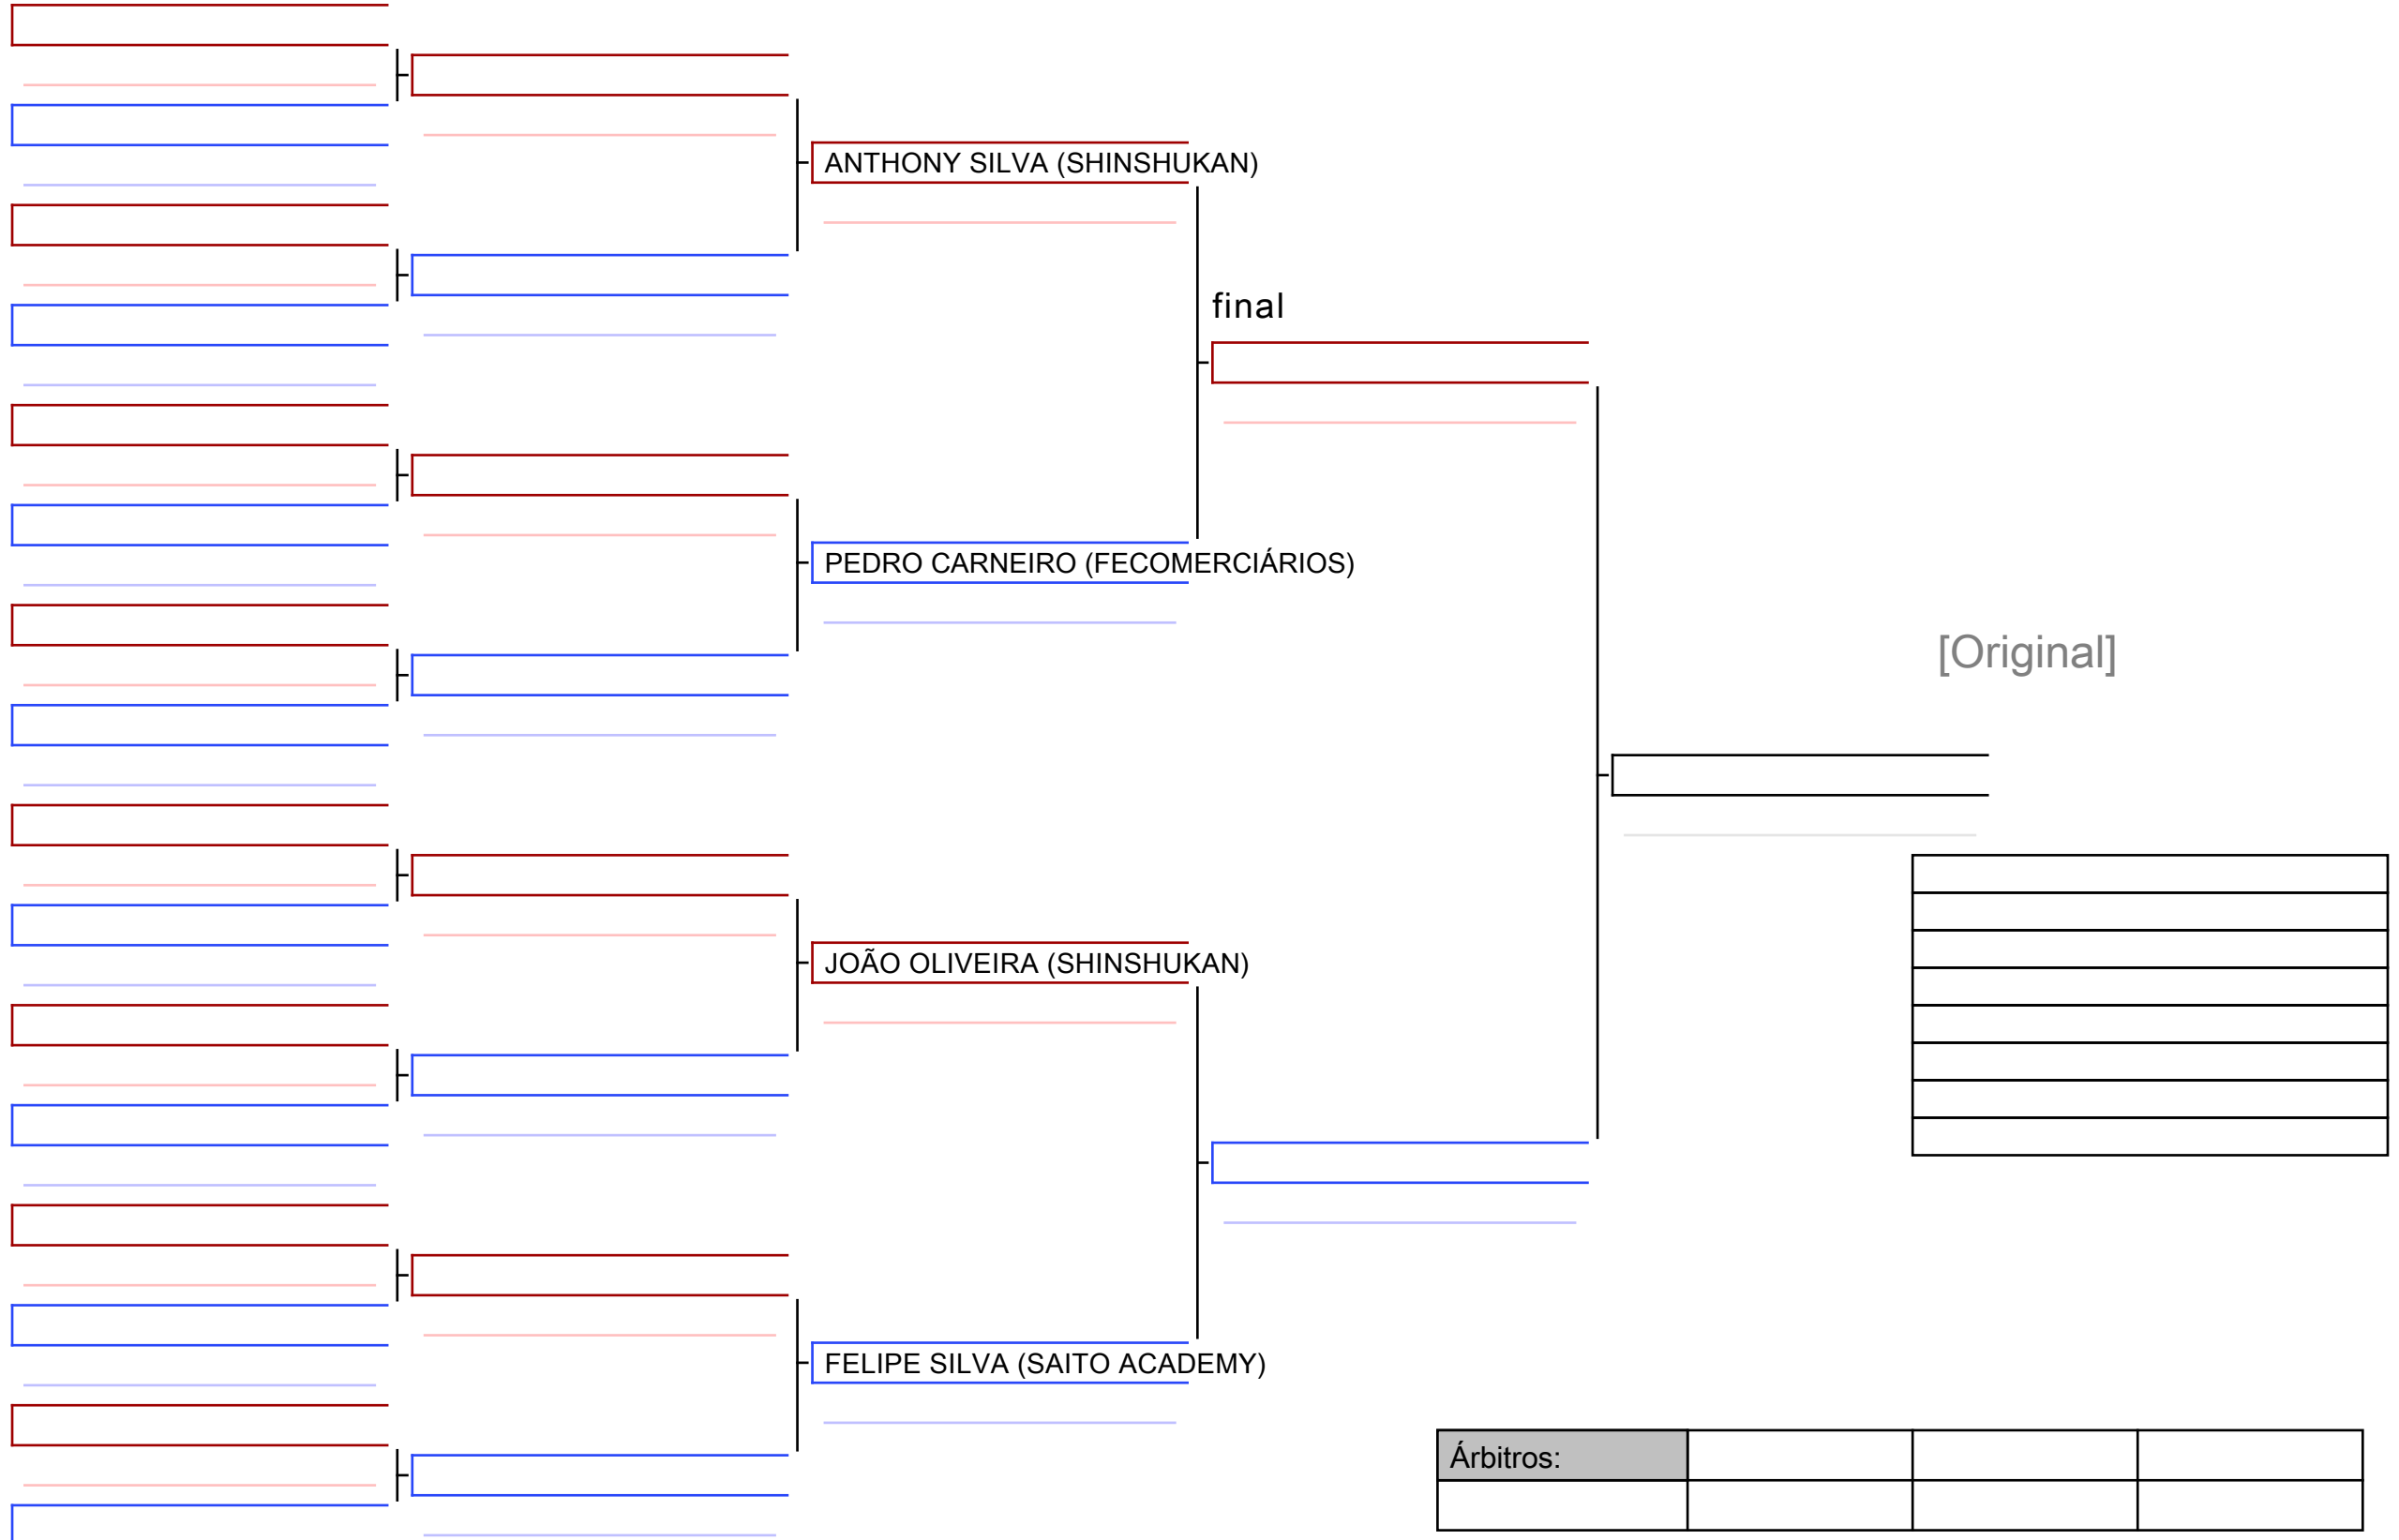 ANTHONY SILVA (SHINSHUKAN)
final
PEDRO CARNEIRO (FECOMERCIÁRIOS)
[Original]
JOÃO OLIVEIRA (SHINSHUKAN)
FELIPE SILVA (SAITO ACADEMY)
Árbitros: